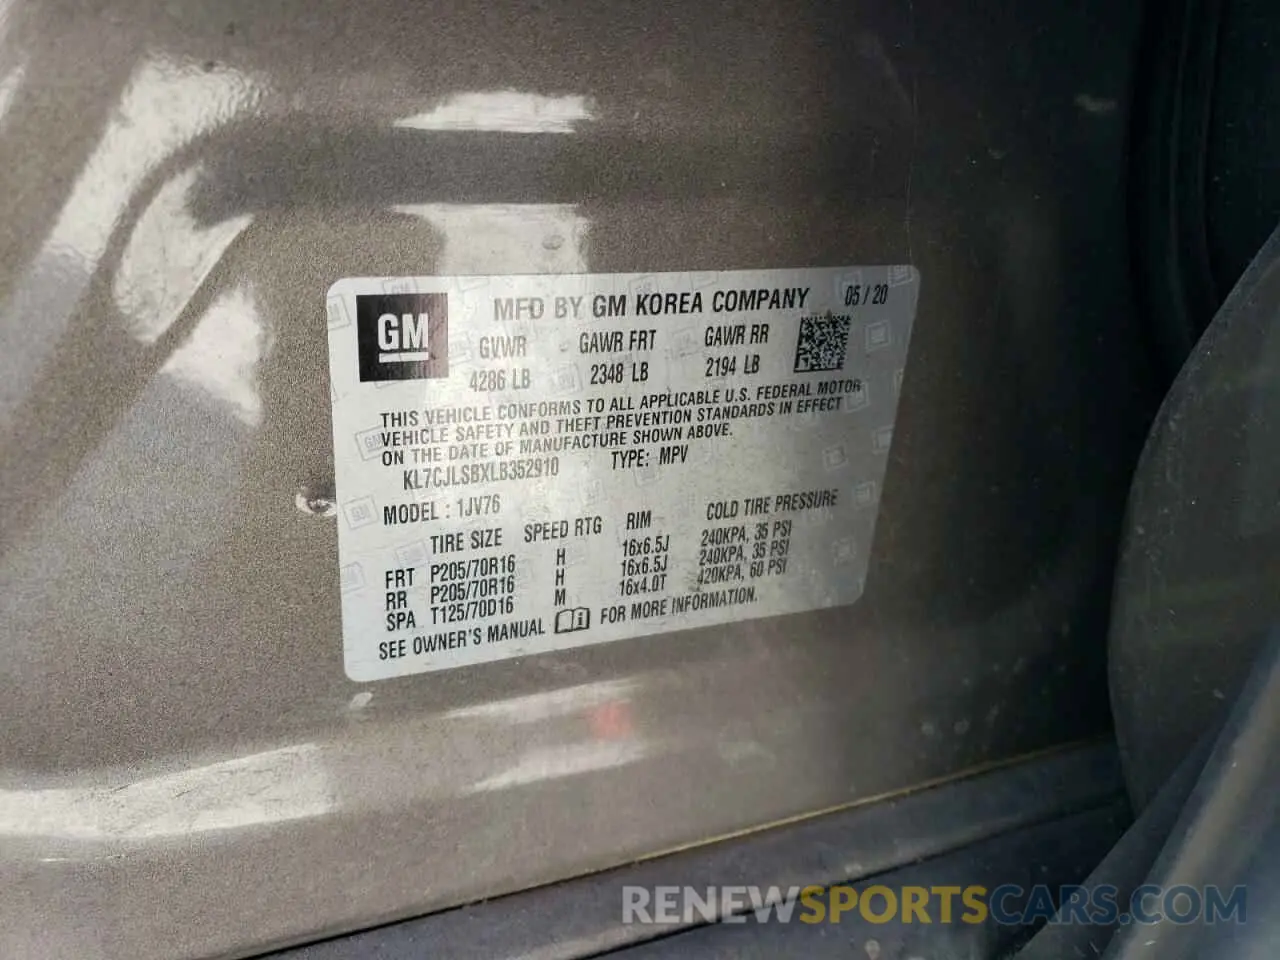 GM
MFD BY GM KOREA COMPANY 05/20
GVWR GAWR FRT GAWR RR
4286 LB 2348 LB 2194 LB
THIS VEHICLE CONFORMS TO ALL APPLICABLE U.S. FEDERAL MOTOR
VEHICLE SAFETY AND THEFT PREVENTION STANDARDS IN EFFECT
ON THE DATE OF MANUFACTURE SHOWN ABOVE.
KL7CJLSBXLB352910 TYPE: MPV
MODEL : 1JV76
TIRE SIZE SPEED RTG RIM COLD TIRE PRESSURE
FRT P205/70R16 H 16x6.5J 240KPA, 35 PSI
RR P205/70R16 H 16x6.5J 240KPA, 35 PSI
SPA T125/70D16 M 16x4.0T 420KPA, 60 PSI
SEE OWNER'S MANUAL FOR MORE INFORMATION.
RENEWSPORTSCARS.COM